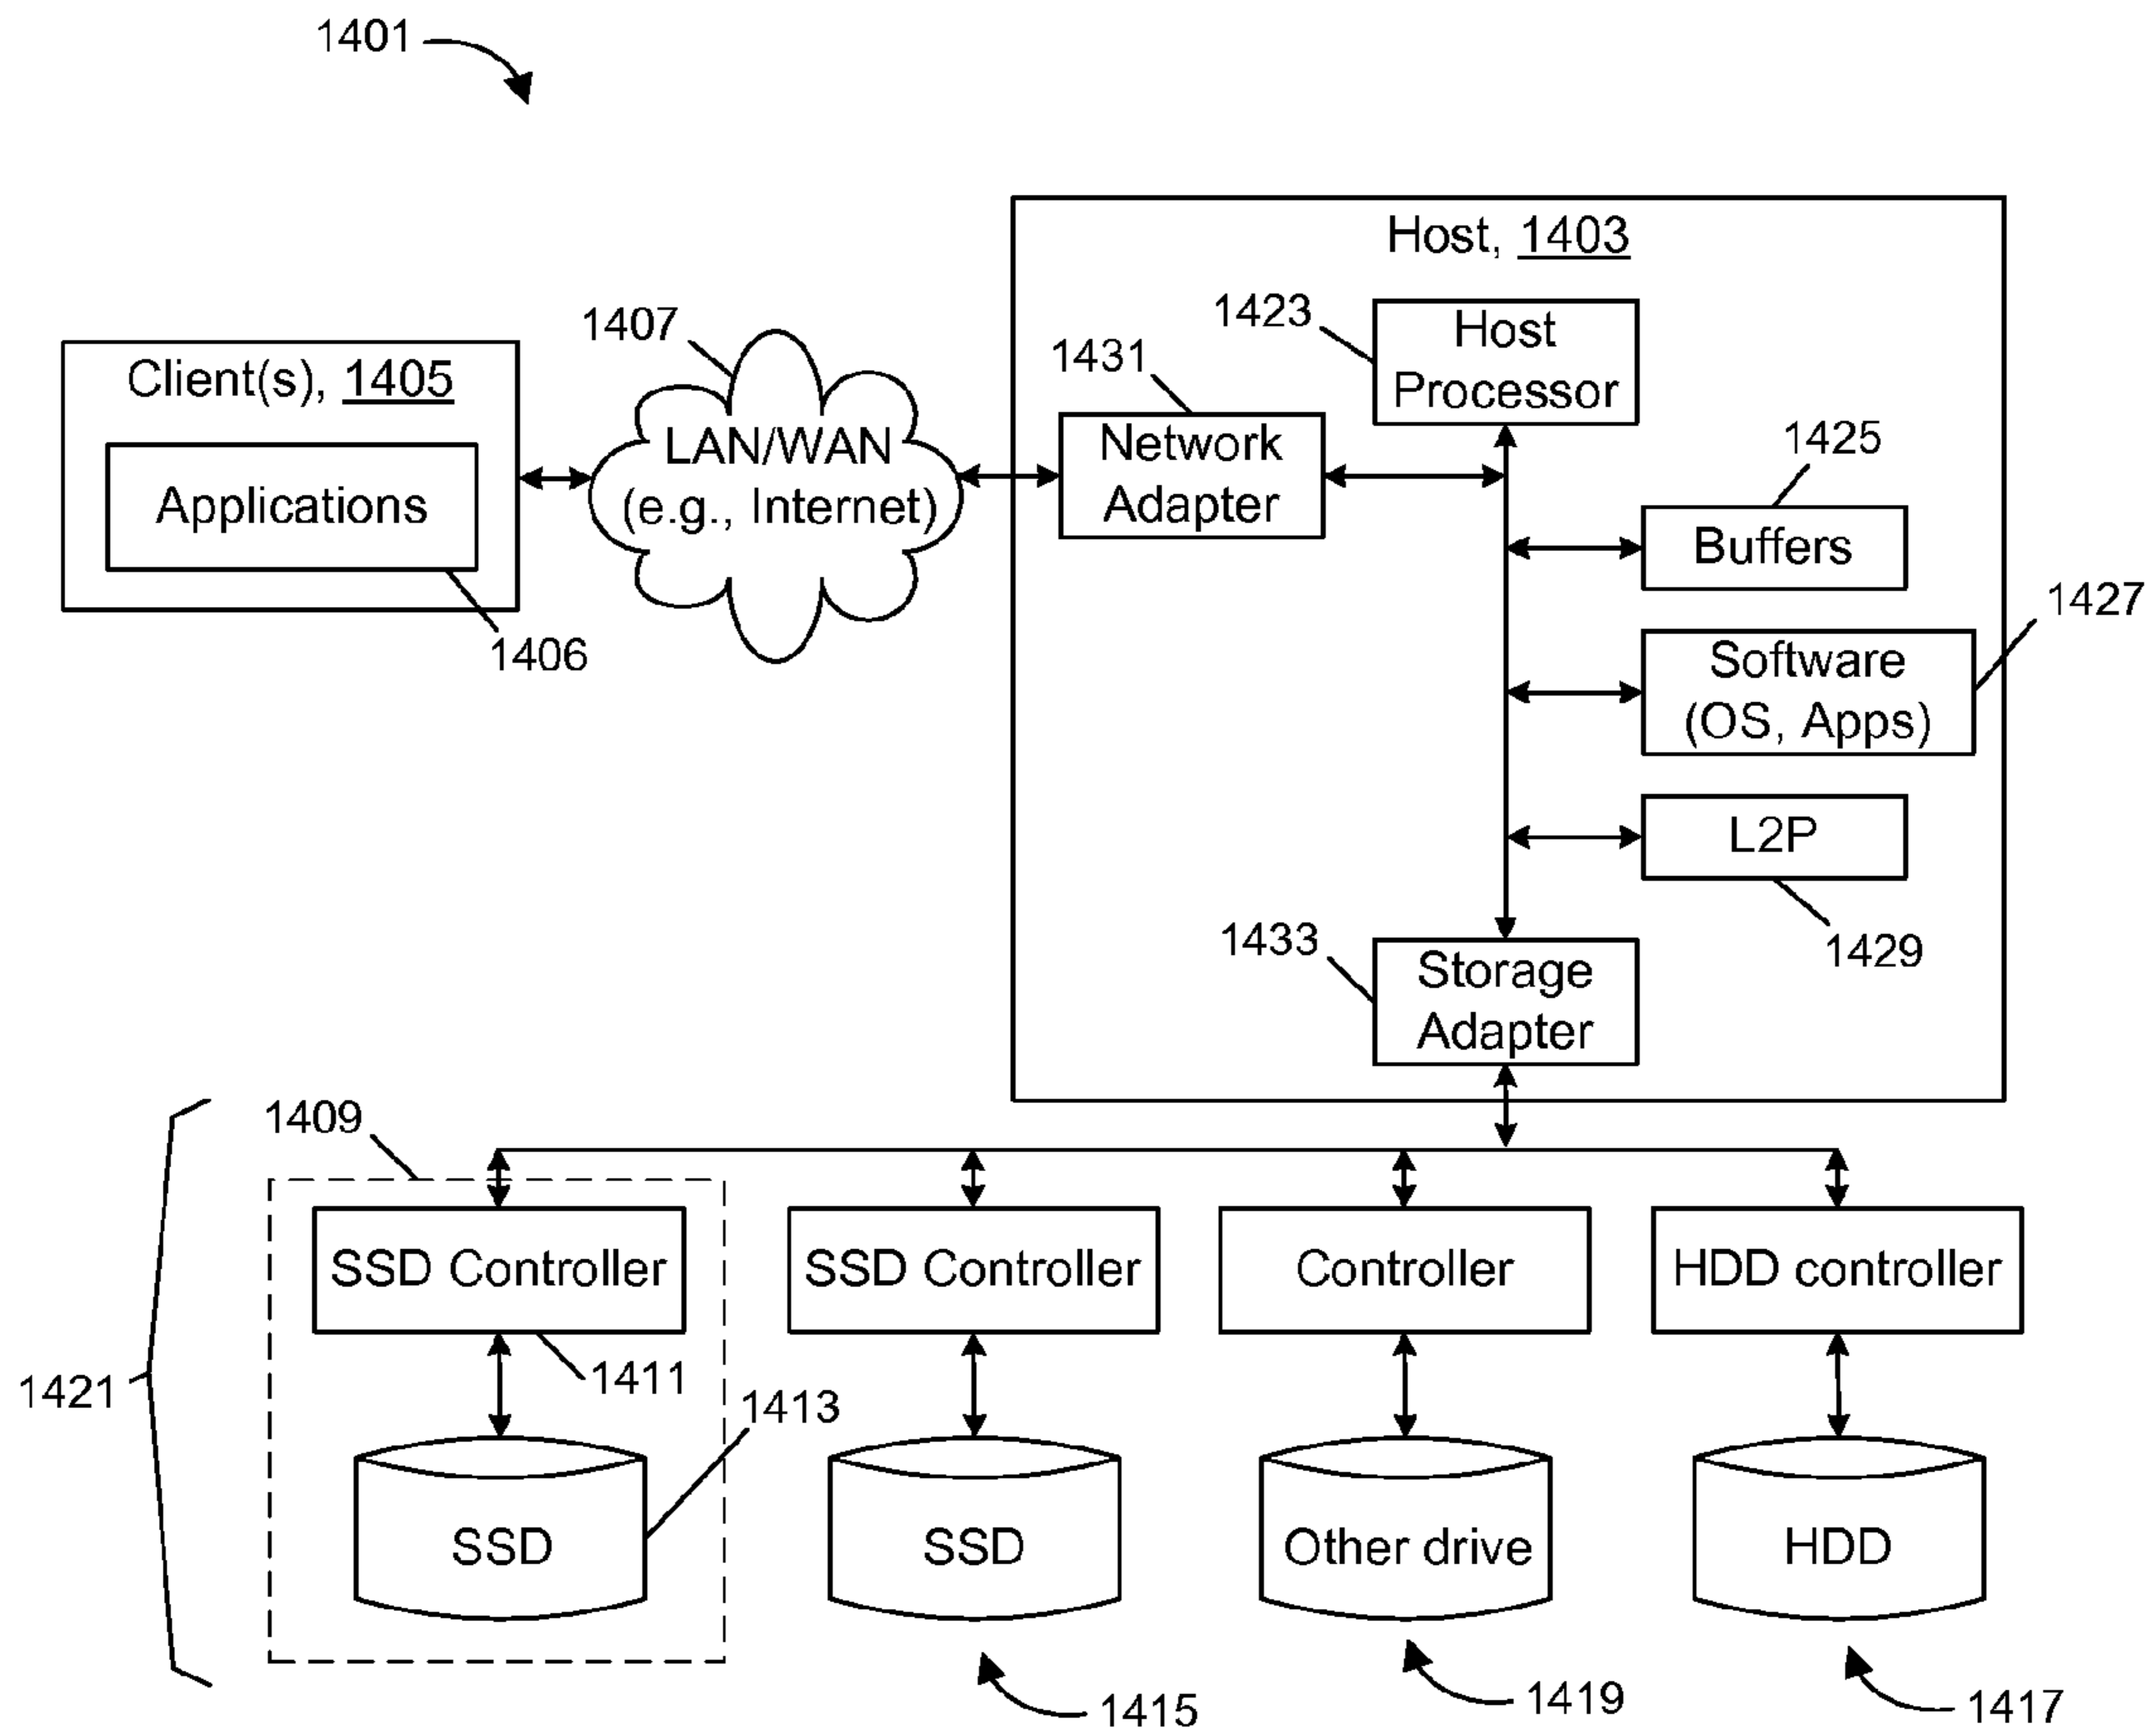 1401
Host, 1403
1423
Host
Processor
1407
1431
Client(s), 1405
LAN/WAN
(e.g., Internet)
Network
Adapter
1425
Applications
Buffers
1427
1406
Software
(OS, Apps)
L2P
1433
1429
Storage
Adapter
1409
SSD Controller
SSD Controller
Controller
HDD controller
1411
1421
1413
SSD
SSD
Other drive
HDD
1415
1419
1417